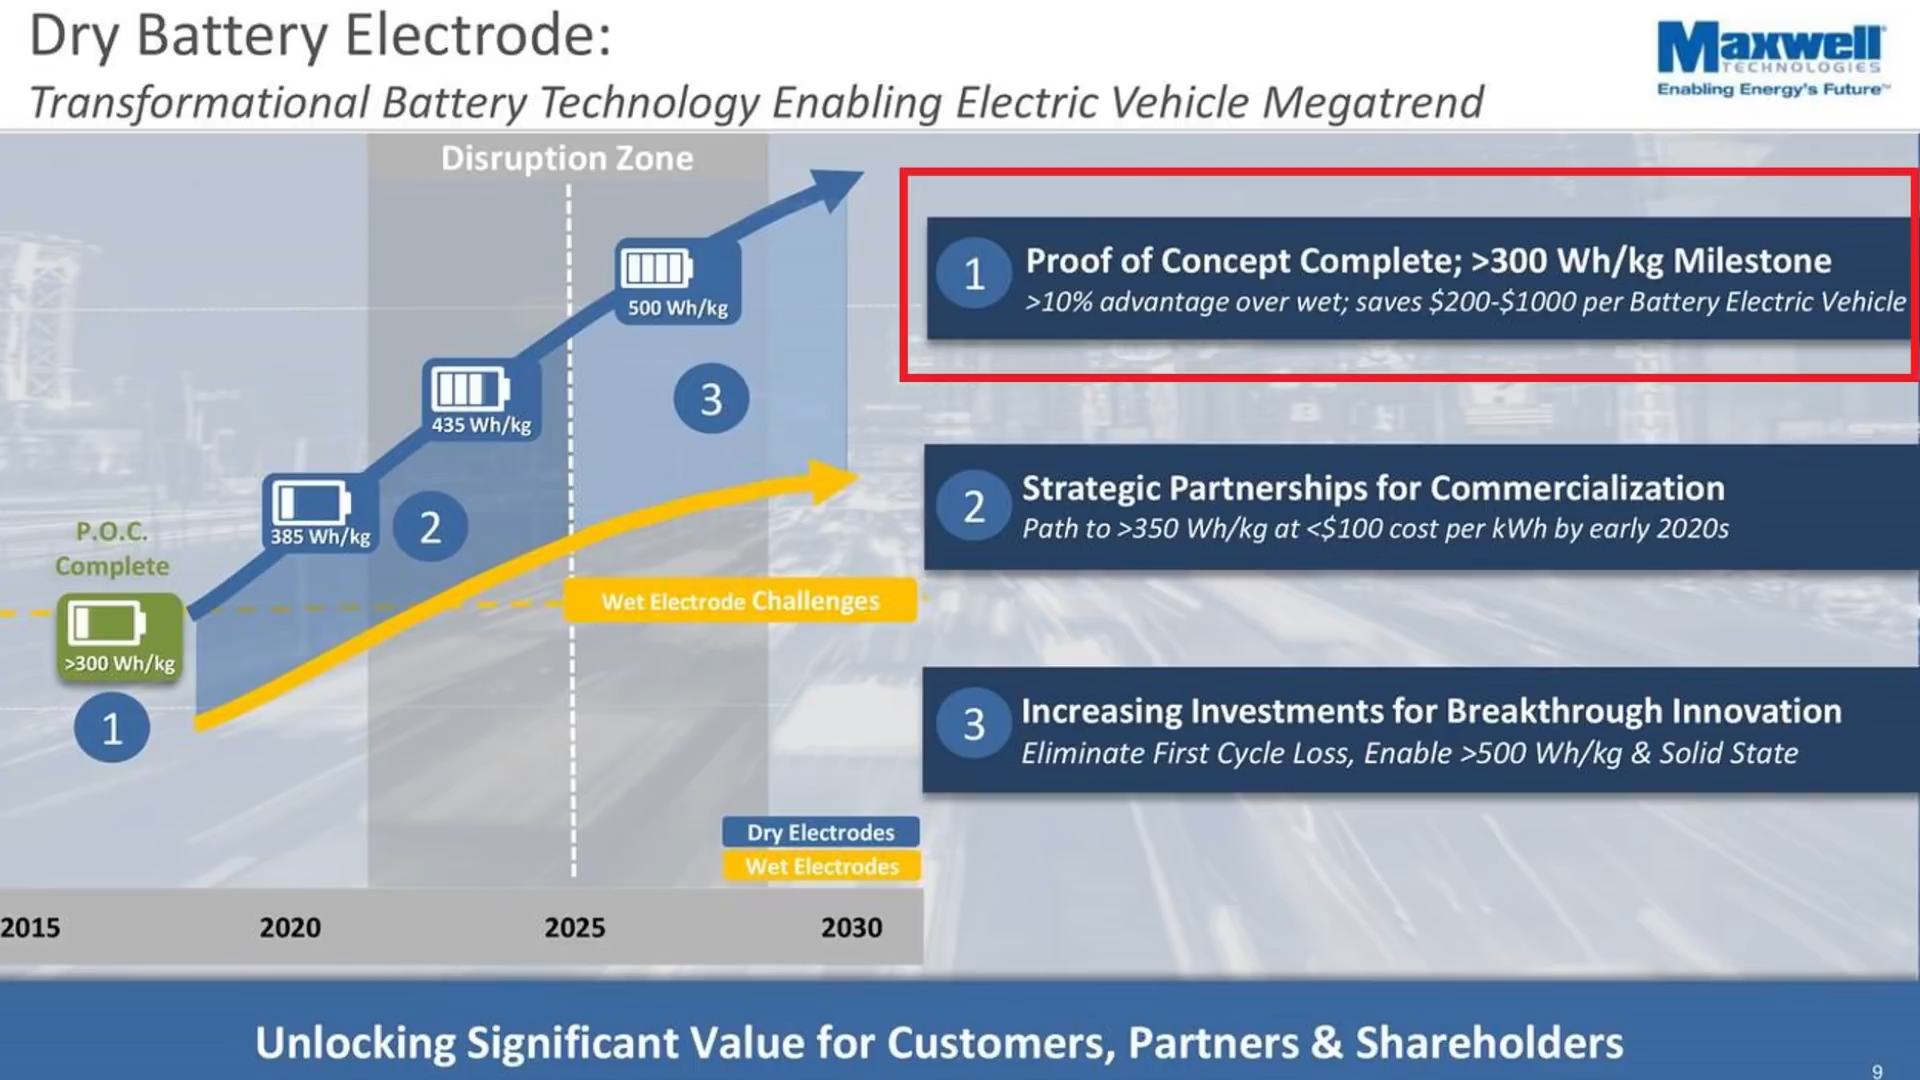 Dry Battery Electrode:
Transformational Battery Technology Enabling Electric Vehicle Megatrend
Maxwell
TECHNOLOGIES
Enabling Energy's Future™
Disruption Zone
500 Wh/kg
435 Wh/kg
385 Wh/kg
P.O.C.
Complete
>300 Wh/kg
1
2
3
Wet Electrode Challenges
Dry Electrodes
Wet Electrodes
2015 2020 2025 2030
1 Proof of Concept Complete; >300 Wh/kg Milestone
>10% advantage over wet; saves $200-$1000 per Battery Electric Vehicle
2 Strategic Partnerships for Commercialization
Path to >350 Wh/kg at <$100 cost per kWh by early 2020s
3 Increasing Investments for Breakthrough Innovation
Eliminate First Cycle Loss, Enable >500 Wh/kg & Solid State
Unlocking Significant Value for Customers, Partners & Shareholders
9